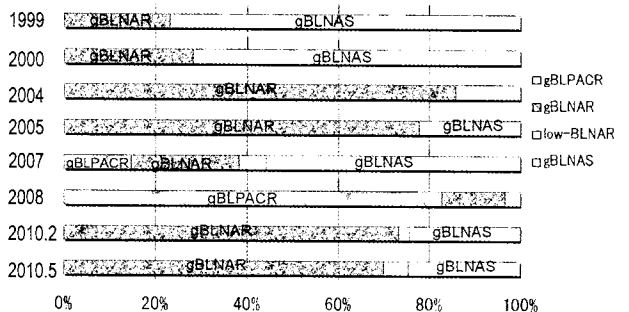 1999 gBLNAR gBLNAS
2000 gBLNAR gBLNAS
2004 gBLNAR
2005 gBLNAR gBLNAS
2007 gBLPACR gBLNAR gBLNAS
2008 gBLPACR
2010.2 gBLNAR gBLNAS
2010.5 gBLNAR gBLNAS
0% 20% 40% 60% 80% 100%
gBLPACR
gBLNAR
low-BLNAR
gBLNAS